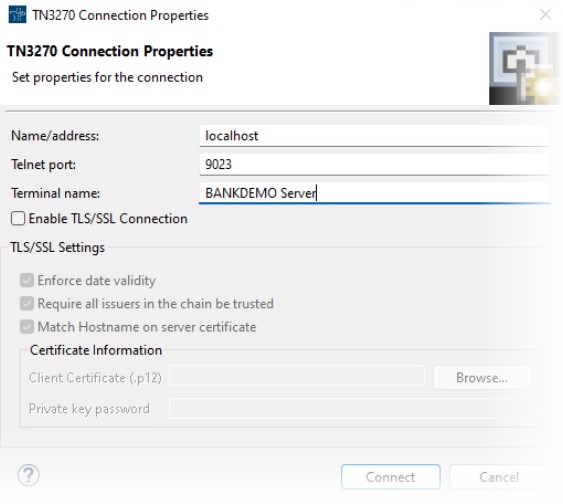 TN3270 Connection Properties
TN3270 Connection Properties
Set properties for the connection
Name/address: localhost
Telnet port: 9023
Terminal name: BANKDEMO Server
Enable TLS/SSL Connection
TLS/SSL Settings
Enforce date validity
Require all issuers in the chain be trusted
Match Hostname on server certificate
Certificate Information
Client Certificate (.p12) Browse...
Private key password
? Connect Cancel